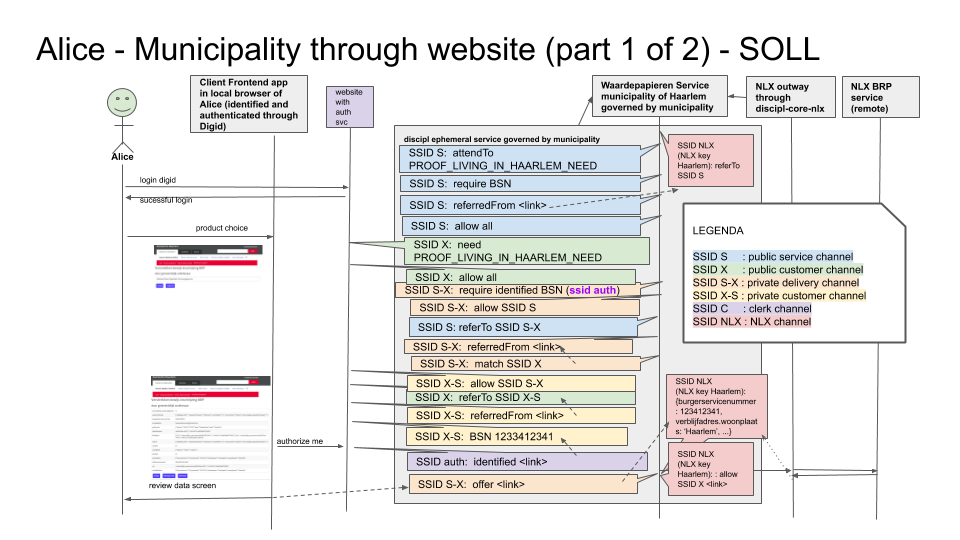 Alice - Municipality through website (part 1 of 2) - SOLL
Client Frontend app
in local browser of
Alice (identified and
authenticated through
Digid)
website
with
auth
svc
Waardepapieren Service
municipality of Haarlem
governed by municipality
NLX outway
through
discipl-core-nlx
NLX BRP
service
(remote)
Alice
discipl ephemeral service governed by municipality
SSID S: attendTo
PROOF_LIVING_IN_HAARLEM_NEED
SSID NLX
(NLX key
Haarlem): referTo
SSID S
login digid
SSID S: require BSN
sucessful login
SSID S: referredFrom <link>
product choice
SSID S: allow all
SSID X: need
PROOF_LIVING_IN_HAARLEM_NEED
SSID X: allow all
SSID S-X: require identified BSN (ssid auth)
SSID S-X: allow SSID S
SSID S: referTo SSID S-X
SSID S-X: referredFrom <link>
SSID S-X: match SSID X
LEGENDA
SSID S : public service channel
SSID X : public customer channel
SSID S-X : private delivery channel
SSID X-S : private customer channel
SSID C : clerk channel
SSID NLX : NLX channel
SSID X-S: allow SSID S-X
SSID X: referTo SSID X-S
SSID X-S: referredFrom <link>
SSID NLX
(NLX key Haarlem):
{burgerservicenummer
: 123412341,
verblijfadres.woonplaat
s: 'Haarlem', ...}
authorize me
SSID X-S: BSN 1233412341
SSID auth: identified <link>
SSID NLX
(NLX key
Haarlem): : allow
SSID X <link>
review data screen
SSID S-X: offer <link>